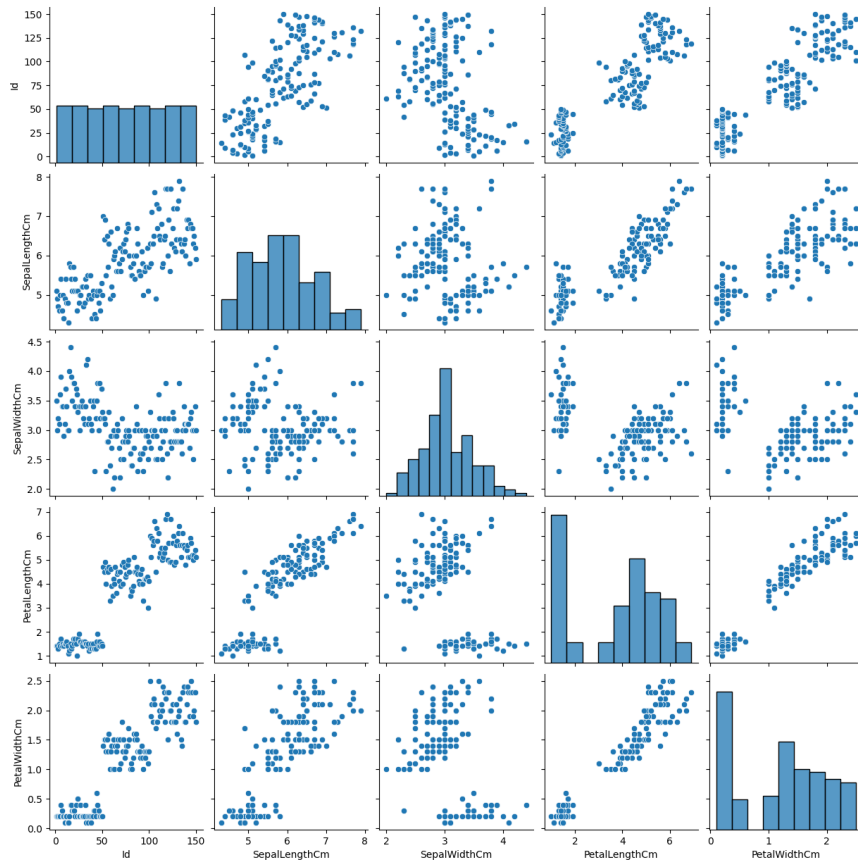 150
125
100
75
50
25
0
Id
8
7
6
5
SepalLengthCm
4.5
4.0
3.5
3.0
2.5
2.0
SepalWidthCm
7
6
5
4
3
2
1
PetalLengthCm
2.5
2.0
1.5
1.0
0.5
0.0
PetalWidthCm
0 50 100 150
Id
5 6 7 8
SepalLengthCm
2 3 4
SepalWidthCm
2 4 6
PetalLengthCm
0 1 2
PetalWidthCm